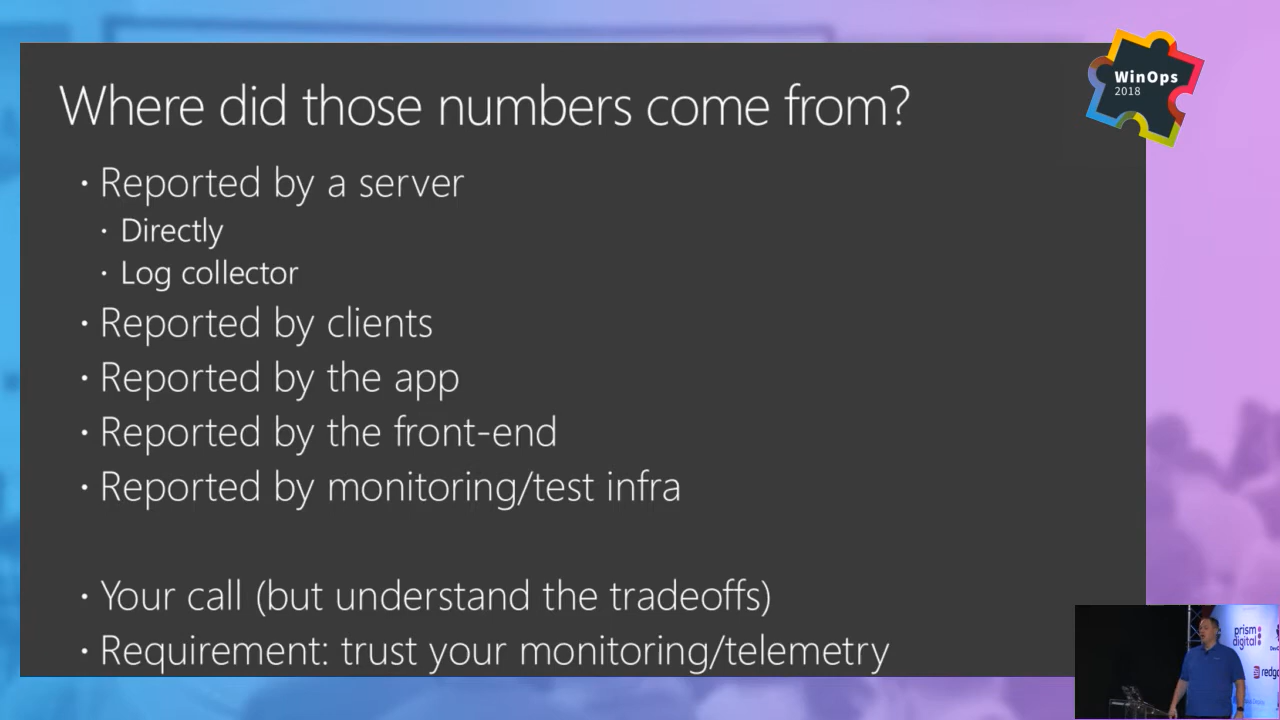 WinOps
2018
Where did those numbers come from?
· Reported by a server
· Directly
· Log collector
· Reported by clients
· Reported by the app
· Reported by the front-end
· Reported by monitoring/test infra
· Your call (but understand the tradeoffs)
· Requirement: trust your monitoring/telemetry
prism
digital